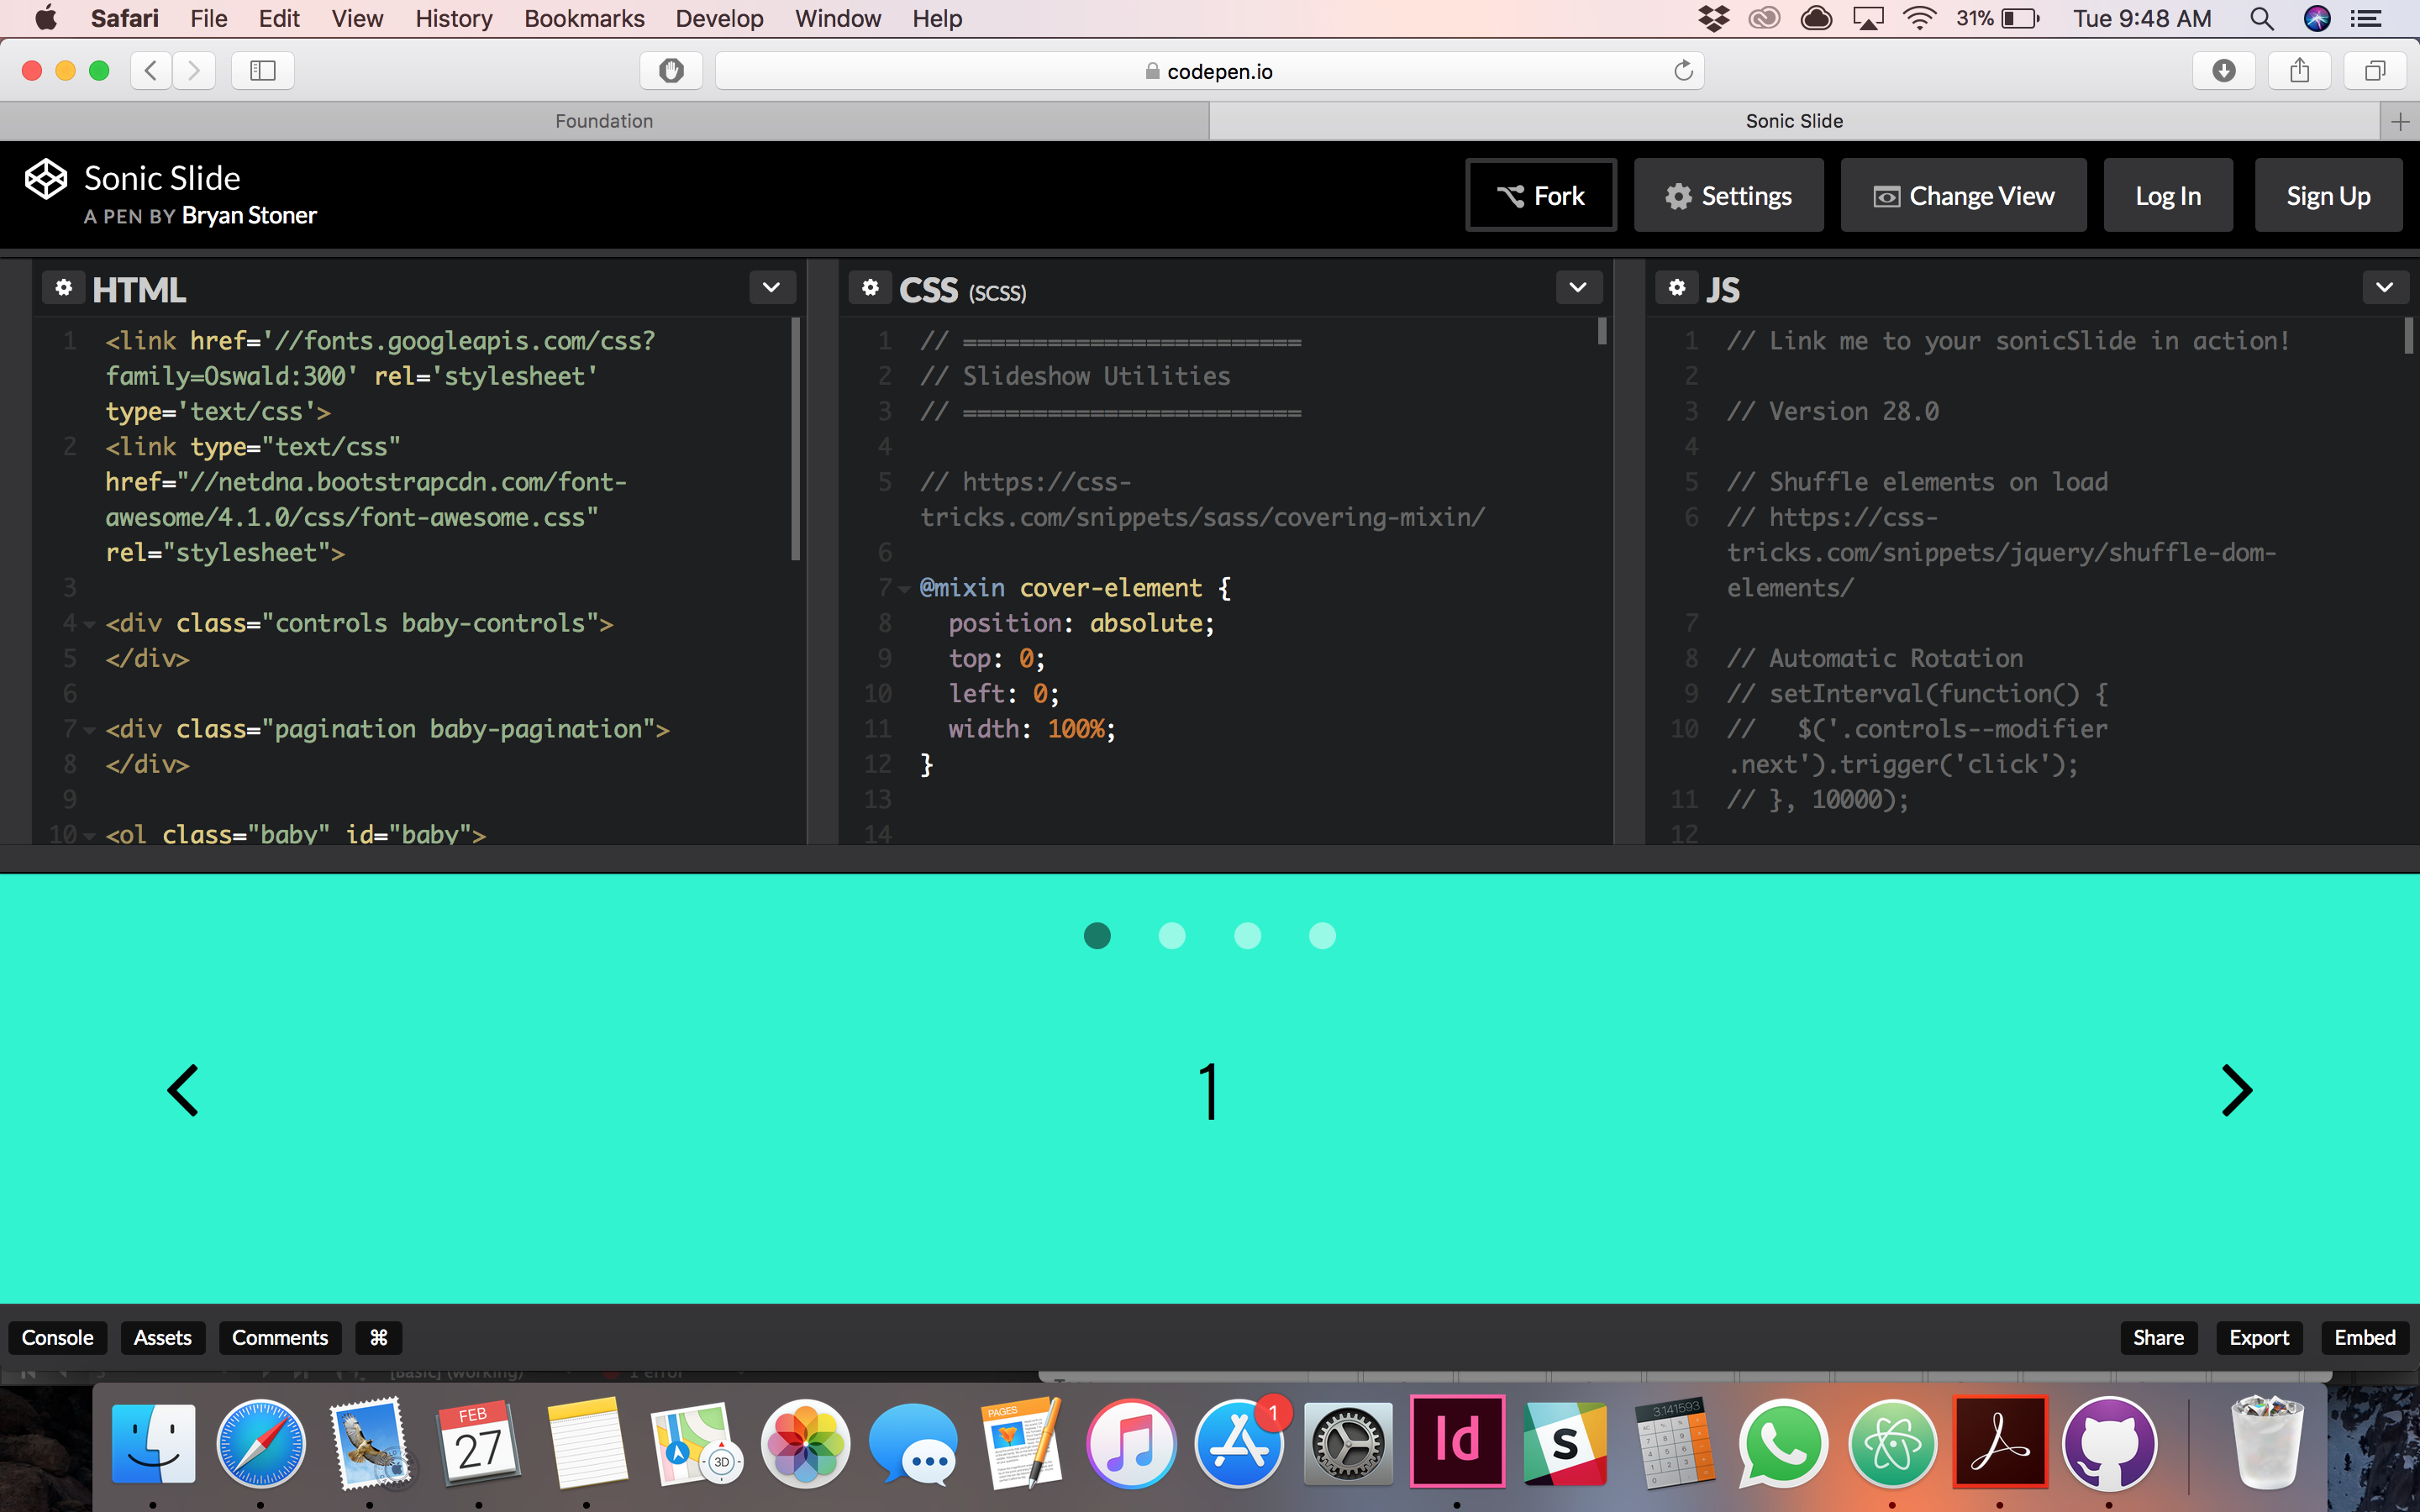 Safari File Edit View History Bookmarks Develop Window Help 31% Tue 9:48 AM
codepen.io
Foundation Sonic Slide
Sonic Slide
A PEN BY Bryan Stoner
Fork Settings Change View Log In Sign Up
HTML
1 <link href='//fonts.googleapis.com/css?
family=Oswald:300' rel='stylesheet'
type='text/css'>
2 <link type="text/css"
href="//netdna.bootstrapcdn.com/font-
awesome/4.1.0/css/font-awesome.css"
rel="stylesheet">
3
4 <div class="controls baby-controls">
5 </div>
6
7 <div class="pagination baby-pagination">
8 </div>
9
10 <ol class="baby" id="baby">
CSS (SCSS)
1 // ========================
2 // Slideshow Utilities
3 // ========================
4
5 // https://css-
tricks.com/snippets/sass/covering-mixin/
6
7 @mixin cover-element {
8 position: absolute;
9 top: 0;
10 left: 0;
11 width: 100%;
12 }
13
14
JS
1 // Link me to your sonicSlide in action!
2
3 // Version 28.0
4
5 // Shuffle elements on load
6 // https://css-
tricks.com/snippets/jquery/shuffle-dom-
elements/
7
8 // Automatic Rotation
9 // setInterval(function() {
10 // $('.controls--modifier
.next').trigger('click');
11 // }, 10000);
12
1
Console Assets Comments ⌘ Share Export Embed
[Basic] (working) 1 error
FEB
27
3D
PAGES
1
Id
S
3.141593